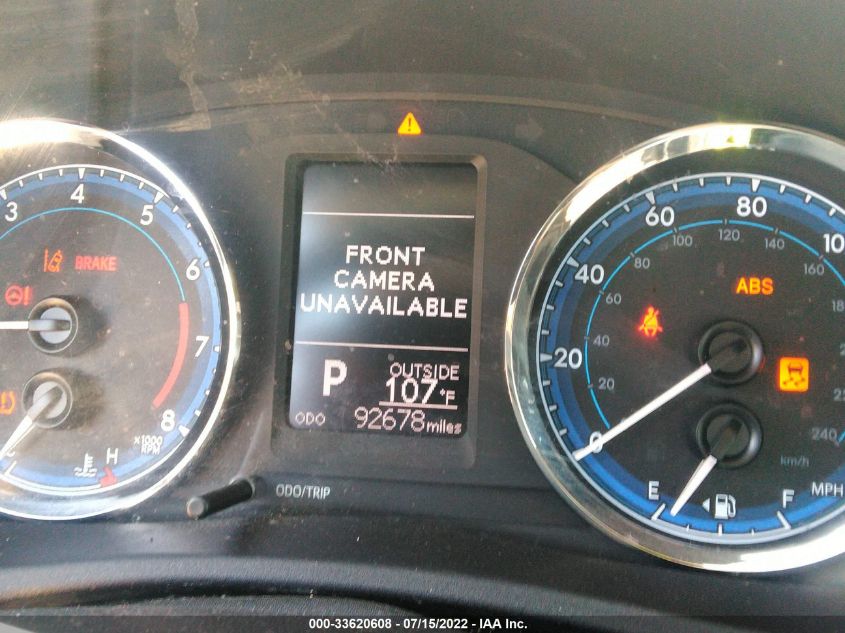 3 4 5 6 7 8
BRAKE
x1000
RPM
H
ODO/TRIP
FRONT
CAMERA
UNAVAILABLE
P
OUTSIDE
107°F
ODO 92678miles
0 20 40 60 80
20 40 60 80 100 120 140 160
240
ABS
km/h
MPH
E F
000-33620608 - 07/15/2022 - IAA Inc.